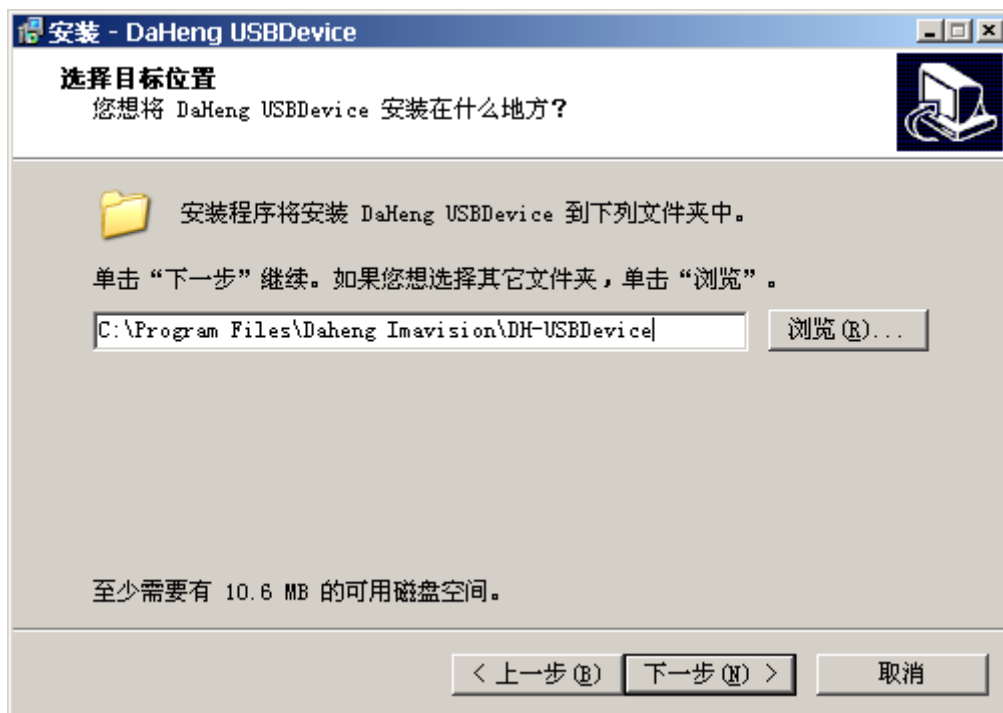 安装 - DaHeng USBDevice
选择目标位置
您想将 DaHeng USBDevice 安装在什么地方？
安装程序将安装 DaHeng USBDevice 到下列文件夹中。
单击“下一步”继续。如果您想选择其它文件夹，单击“浏览”。
C:\Program Files\Daheng Imavision\DH-USBDevice
浏览(R)...
至少需要有 10.6 MB 的可用磁盘空间。
< 上一步(B) 下一步(N) > 取消